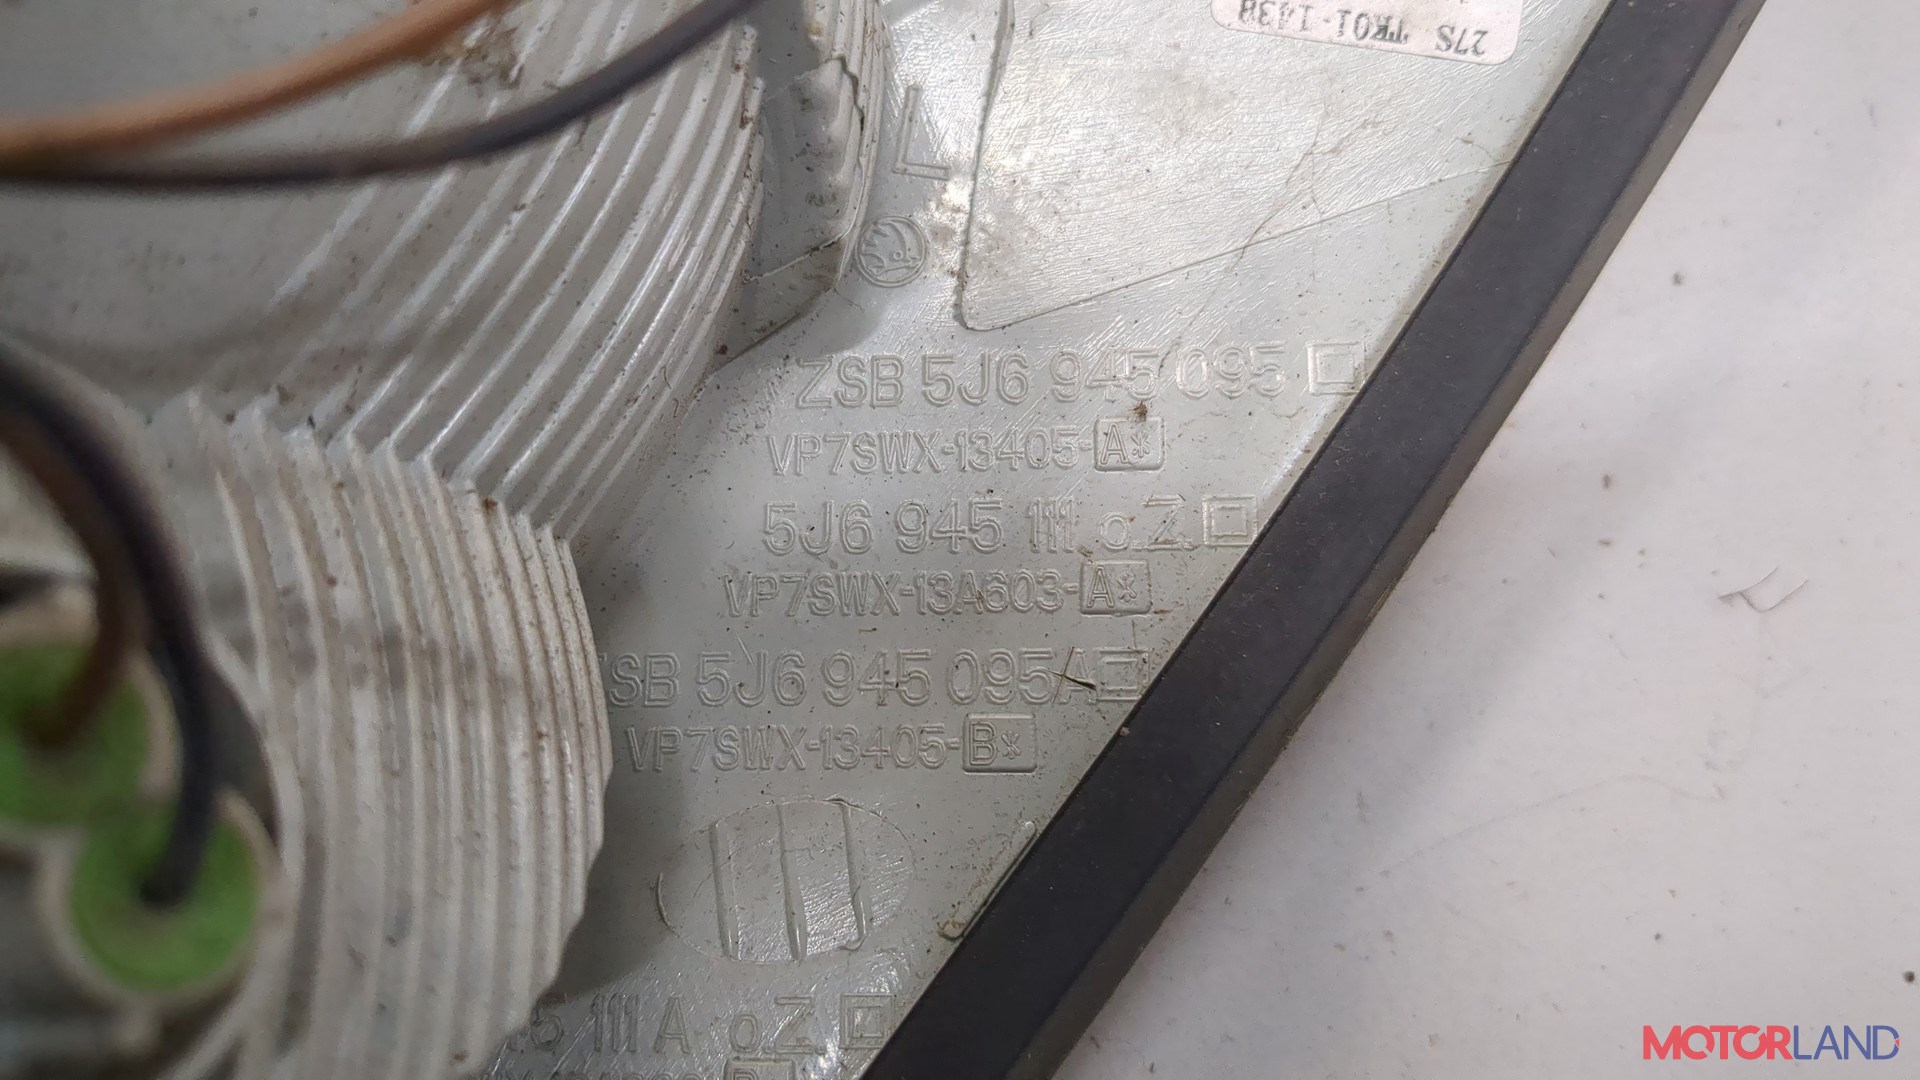 27S TK01-1438
L
ZSB 5J6 945 095
VP7SWX-13405-A*
5J6 945 111 o.Z.
VP7SWX-13A603-A*
ZSB 5J6 945 095A
VP7SWX-13405-B*
111 A o.Z.
MOTORLAND